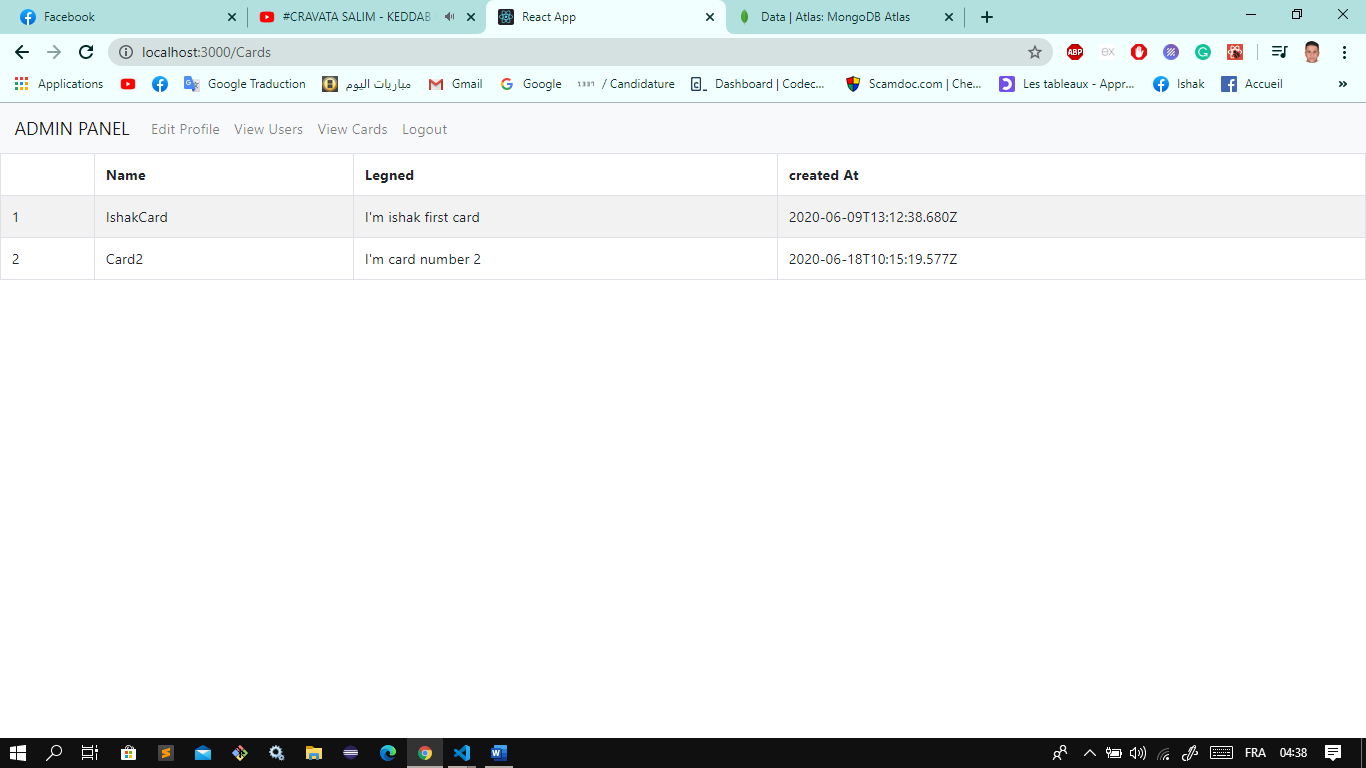 Facebook
#CRAVATA SALIM - KEDDAB
React App
Data | Atlas: MongoDB Atlas
localhost:3000/Cards
ABP
Applications
Google Traduction
مباريات اليوم
Gmail
Google
/ Candidature
Dashboard | Codec...
Scamdoc.com | Che...
Les tableaux - Appr...
Ishak
Accueil
»
ADMIN PANEL
Edit Profile
View Users
View Cards
Logout
Name Legned created At
1 IshakCard I'm ishak first card 2020-06-09T13:12:38.680Z
2 Card2 I'm card number 2 2020-06-18T10:15:19.577Z
FRA
04:38